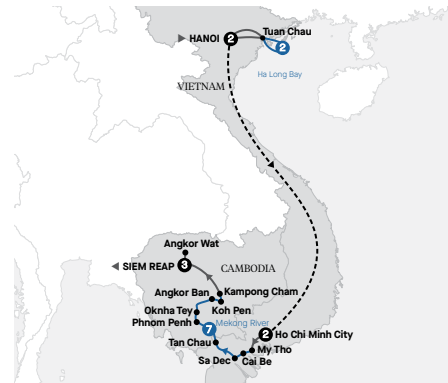 Tuan Chau
HANOI 2
2
Ha Long Bay
VIETNAM
Angkor Wat
SIEM REAP 3
CAMBODIA
Angkor Ban
Kampong Cham
Oknha Tey
Koh Pen
Phnom Penh
7
Mekong River
2 Ho Chi Minh City
Tan Chau
My Tho
Sa Dec
Cai Be